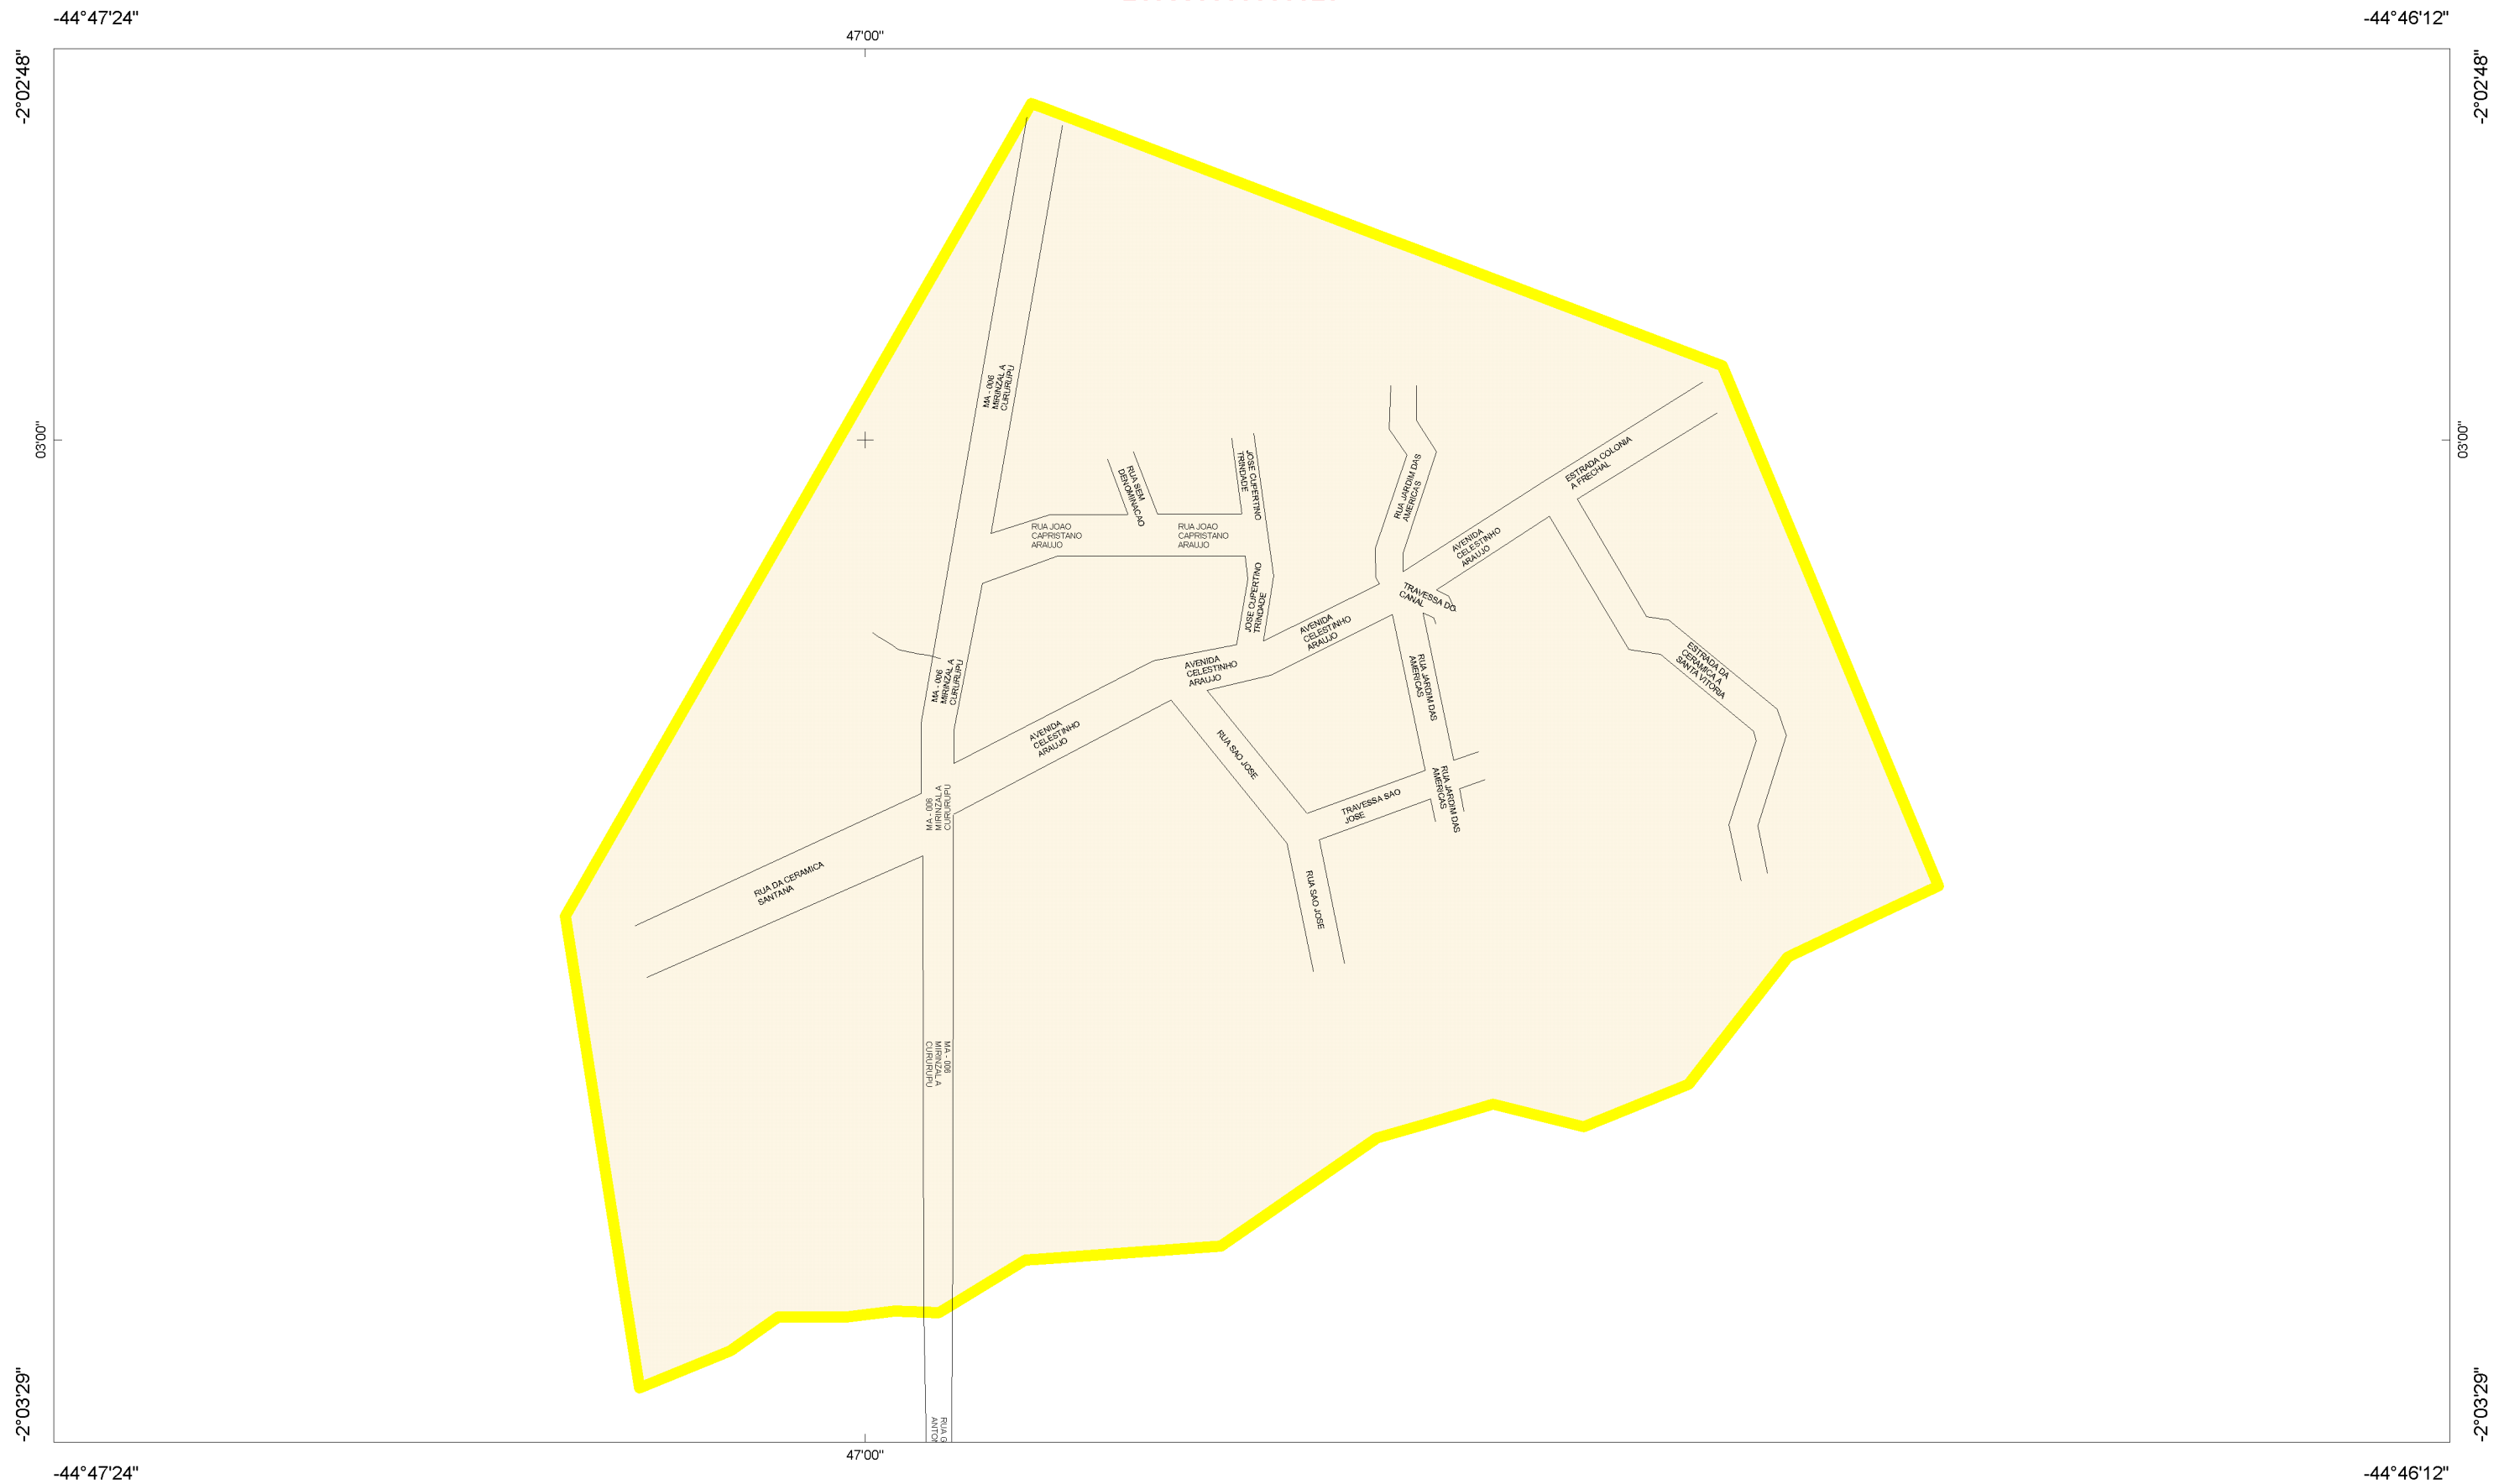 -44°47'24"
-44°46'12"
47'00"
-2°02'48"
-2°02'48"
03'00"
03'00"
MA - 006
MIRINZAL A
CURURUPU
RUA SEM
DENOMINACAO
JOSE CUPERTINO
TRINDADE
RUA JARDIM DAS
AMERICAS
ESTRADA COLONIA
A FRECHAL
RUA JOAO
CAPRISTANO
ARAUJO
RUA JOAO
CAPRISTANO
ARAUJO
AVENIDA
CELESTINHO
ARAUJO
JOSE CUPERTINO
TRINDADE
TRAVESSA DO
CANAL
AVENIDA
CELESTINHO
ARAUJO
MA - 006
MIRINZAL A
CURURUPU
AVENIDA
CELESTINHO
ARAUJO
RUA JARDIM DAS
AMERICAS
ESTRADA DA
CERAMICA A
SANTA VITORIA
AVENIDA
CELESTINHO
ARAUJO
RUA SAO JOSE
MA - 006
MIRINZAL A
CURURUPU
TRAVESSA SAO
JOSE
RUA JARDIM DAS
AMERICAS
RUA DA CERAMICA
SANTANA
RUA SAO JOSE
MA - 006
MIRINZAL A
CURURUPU
-2°03'29"
-2°03'29"
RUA
47'00"
-44°47'24"
-44°46'12"